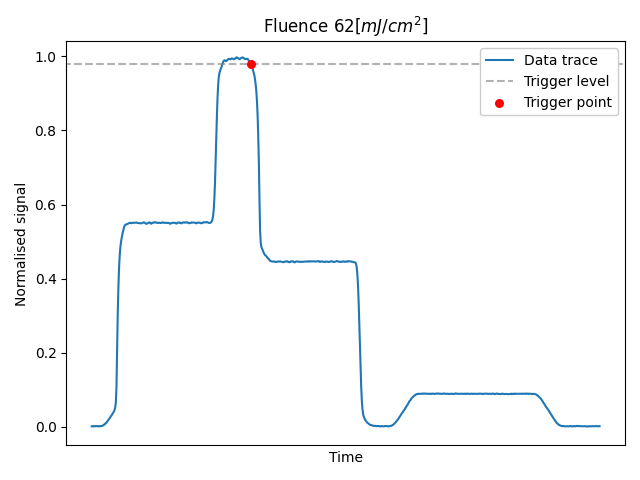 Fluence 62[mJ/cm²]
1.0
0.8
0.6
0.4
0.2
0.0
Normalised signal
Time
Data trace
Trigger level
Trigger point